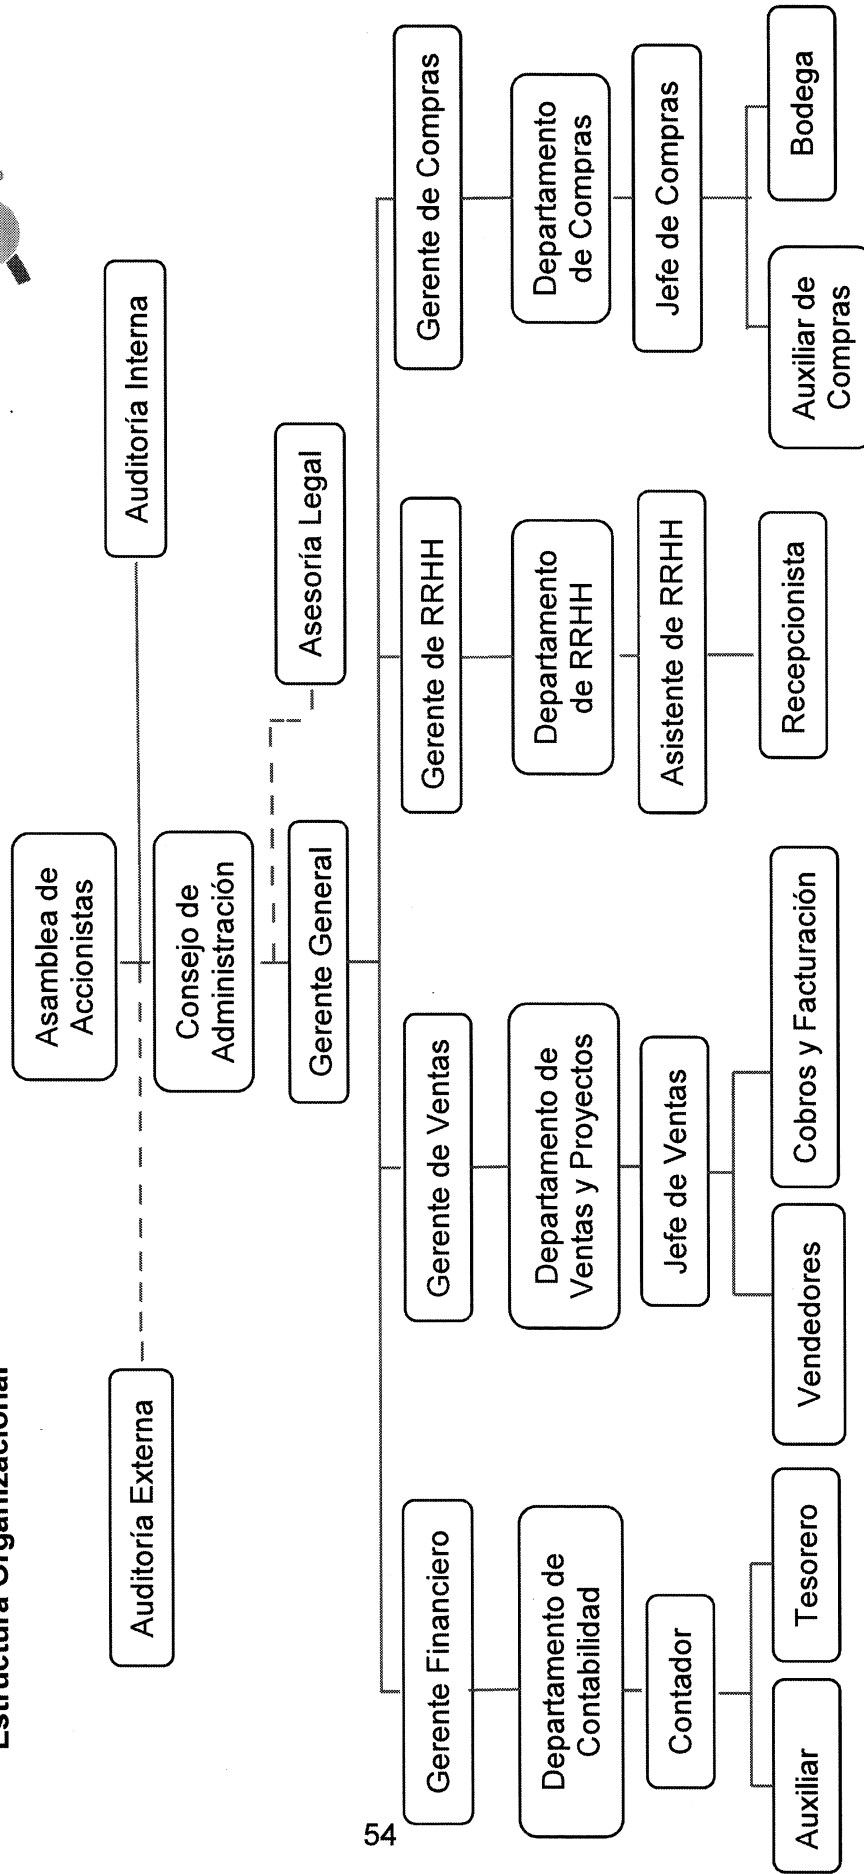 Estructura Organizacional
Asamblea de
Accionistas
Auditoría Externa
Auditoría Interna
Consejo de
Administración
Asesoría Legal
Gerente General
Gerente Financiero
Gerente de Ventas
Gerente de RRHH
Gerente de Compras
Departamento de
Contabilidad
Departamento de
Ventas y Proyectos
Departamento
de RRHH
Departamento
de Compras
Contador
Jefe de Ventas
Asistente de RRHH
Jefe de Compras
Auxiliar
Tesorero
Vendedores
Cobros y Facturación
Recepcionista
Auxiliar de
Compras
Bodega
54